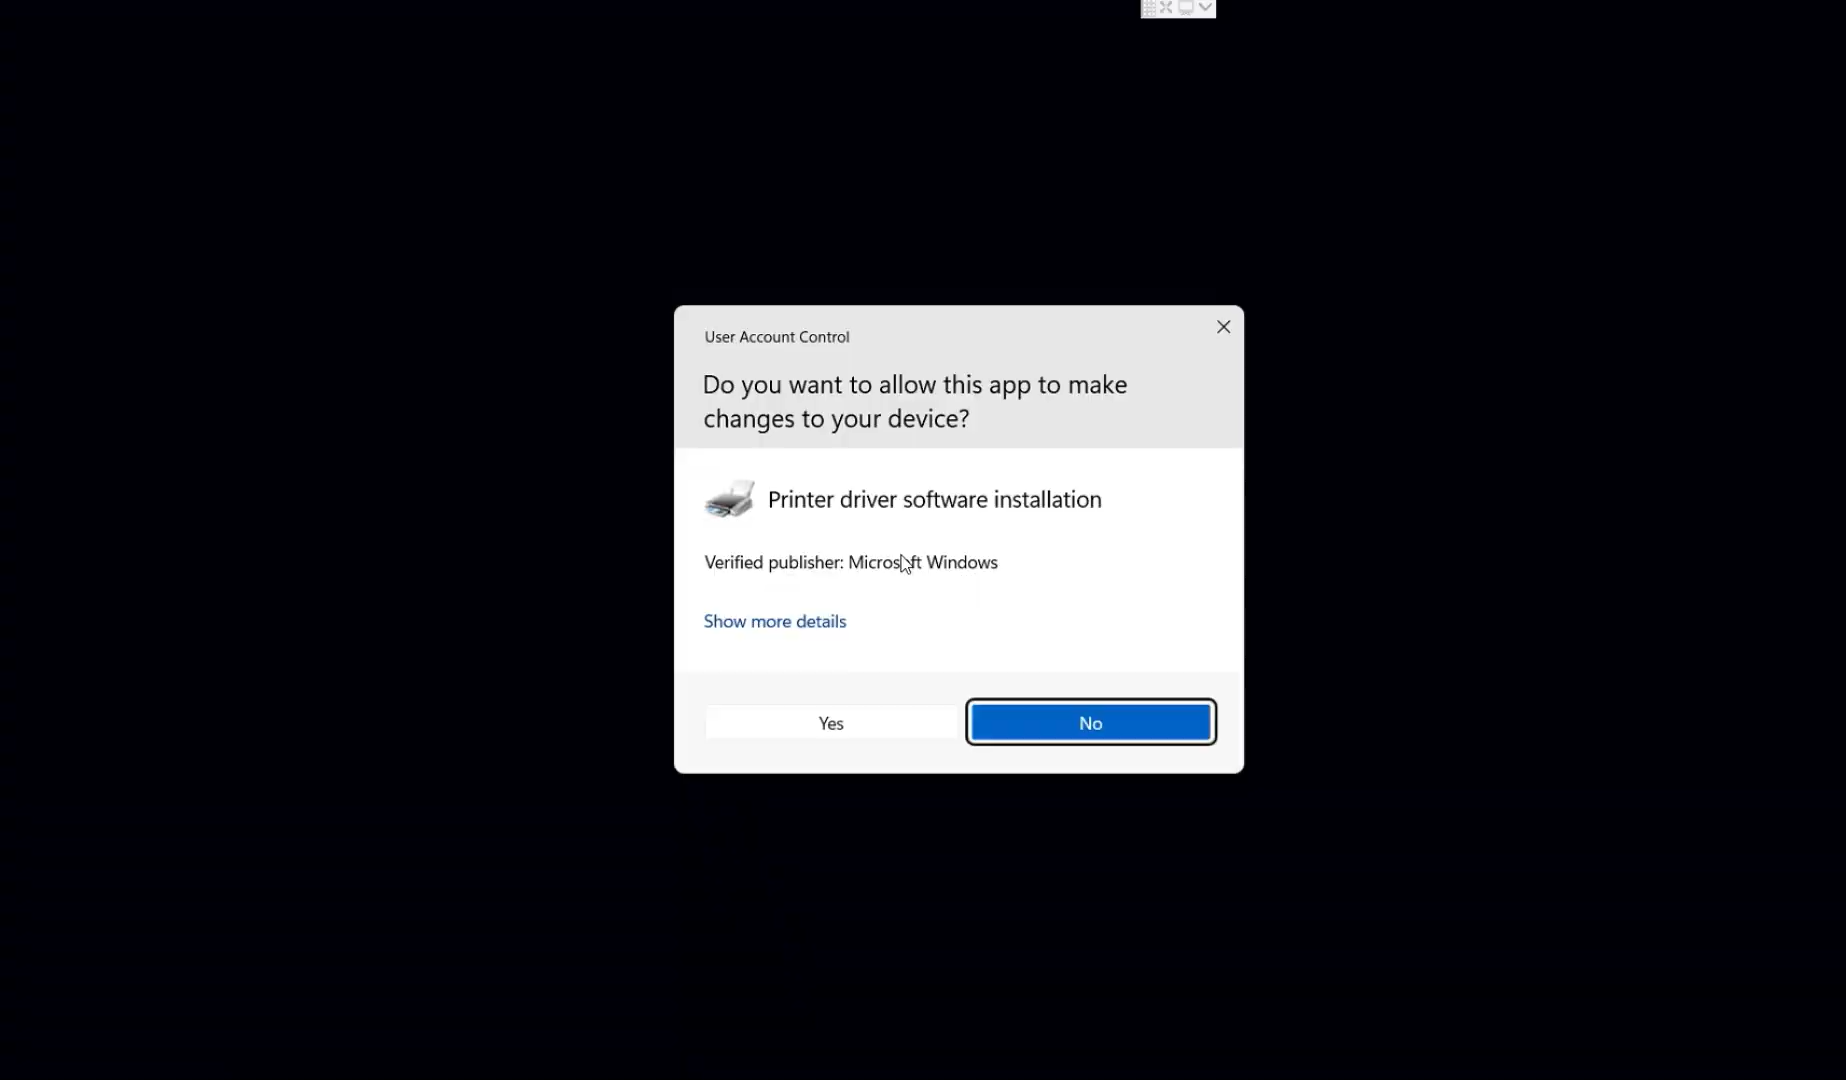 User Account Control
Do you want to allow this app to make
changes to your device?
Printer driver software installation
Verified publisher: Microsoft Windows
Show more details
Yes
No